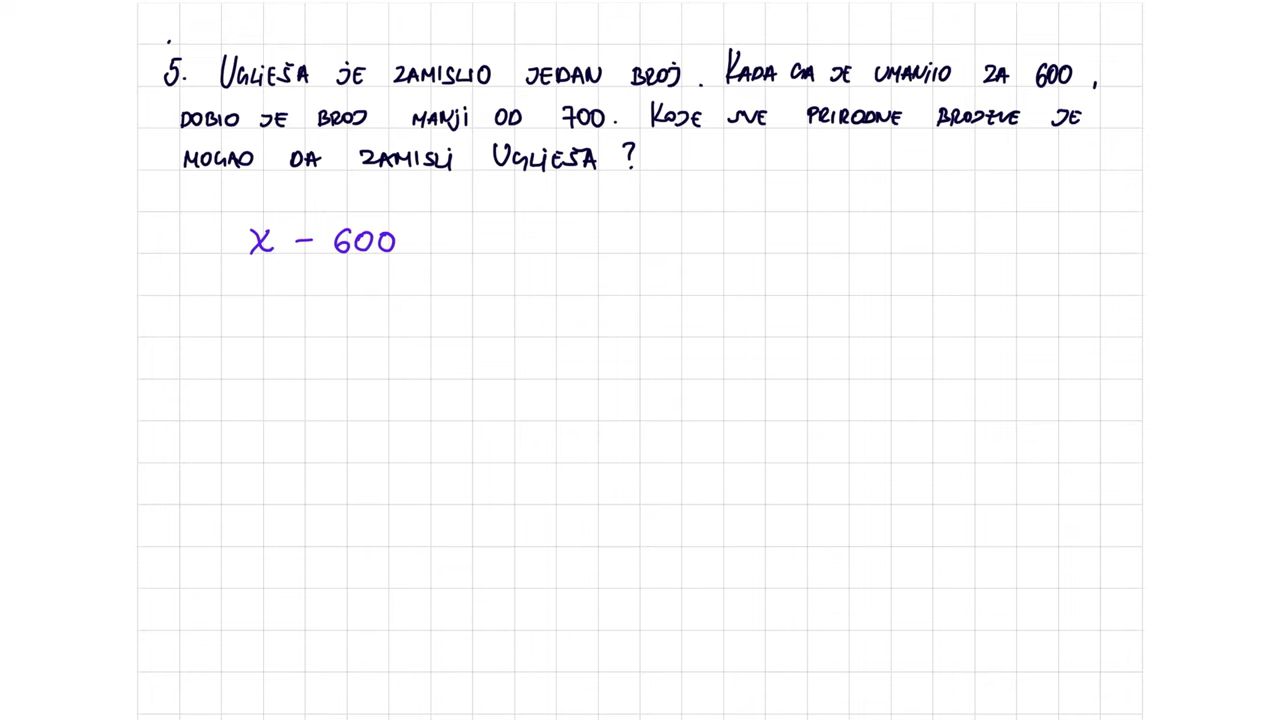 5. UGLJEŠA JE ZAMISLIO JEDAN BROJ. KADA GA JE UMANJIO ZA 600,
DOBIO JE BROJ MANJI OD 700. KOJE SVE PRIRODNE BROJEVE JE
MOGAO DA ZAMISLI UGLJEŠA?
x - 600